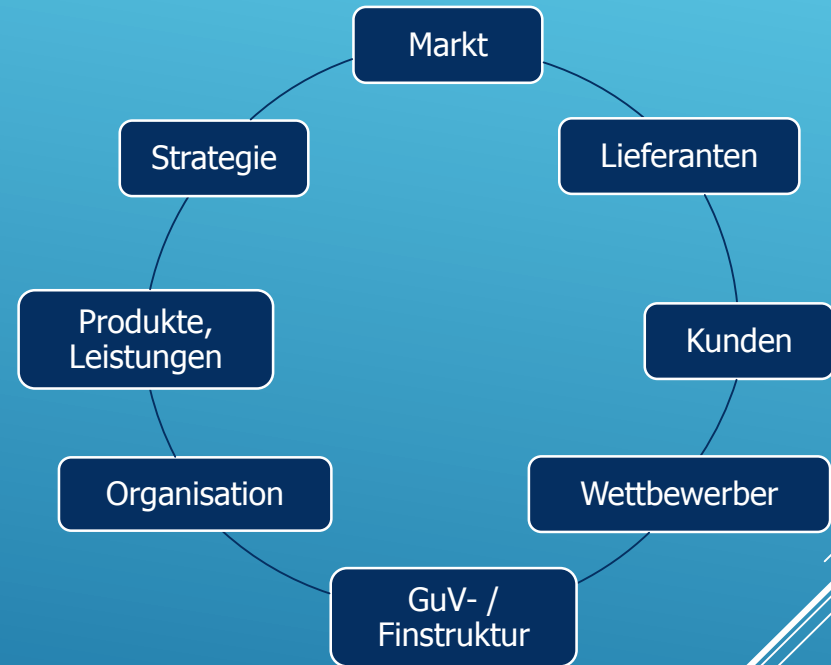 Markt
Lieferanten
Kunden
Wettbewerber
GuV- /
Finstruktur
Organisation
Produkte,
Leistungen
Strategie